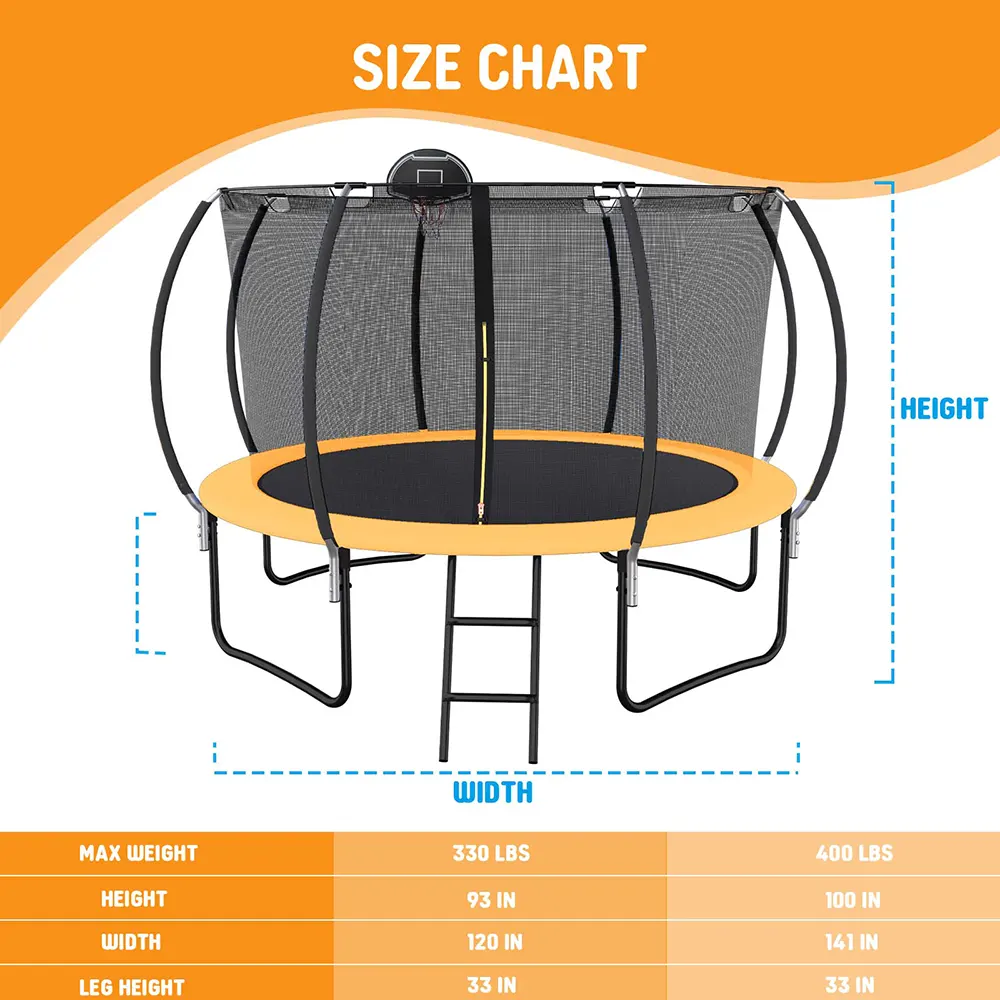 SIZE CHART
HEIGHT
WIDTH
MAX WEIGHT 330 LBS 400 LBS
HEIGHT 93 IN 100 IN
WIDTH 120 IN 141 IN
LEG HEIGHT 33 IN 33 IN